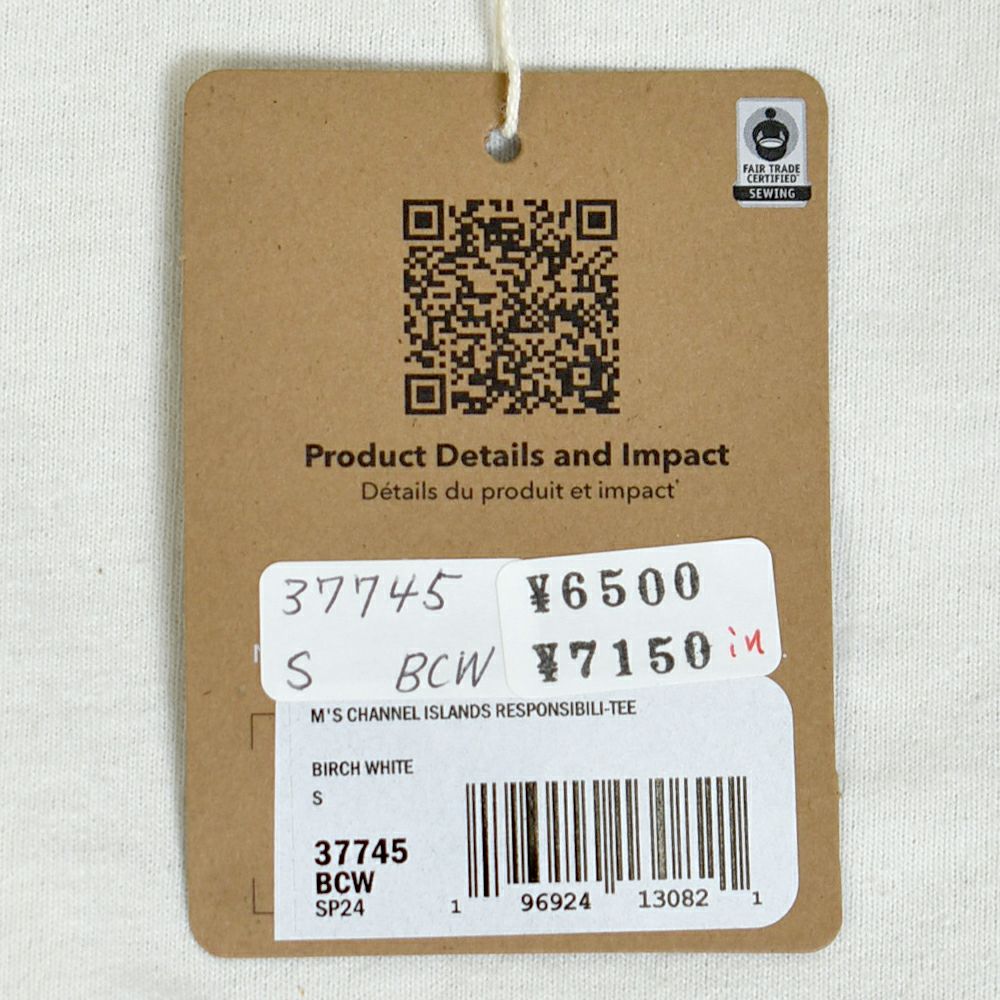 FAIR TRADE
CERTIFIED™
SEWING
Product Details and Impact
Détails du produit et impact
37745
S BCW
¥6500
¥7150 in
M'S CHANNEL ISLANDS RESPONSIBILI-TEE
BIRCH WHITE
S
37745
BCW
SP24
1 96924 13082 1